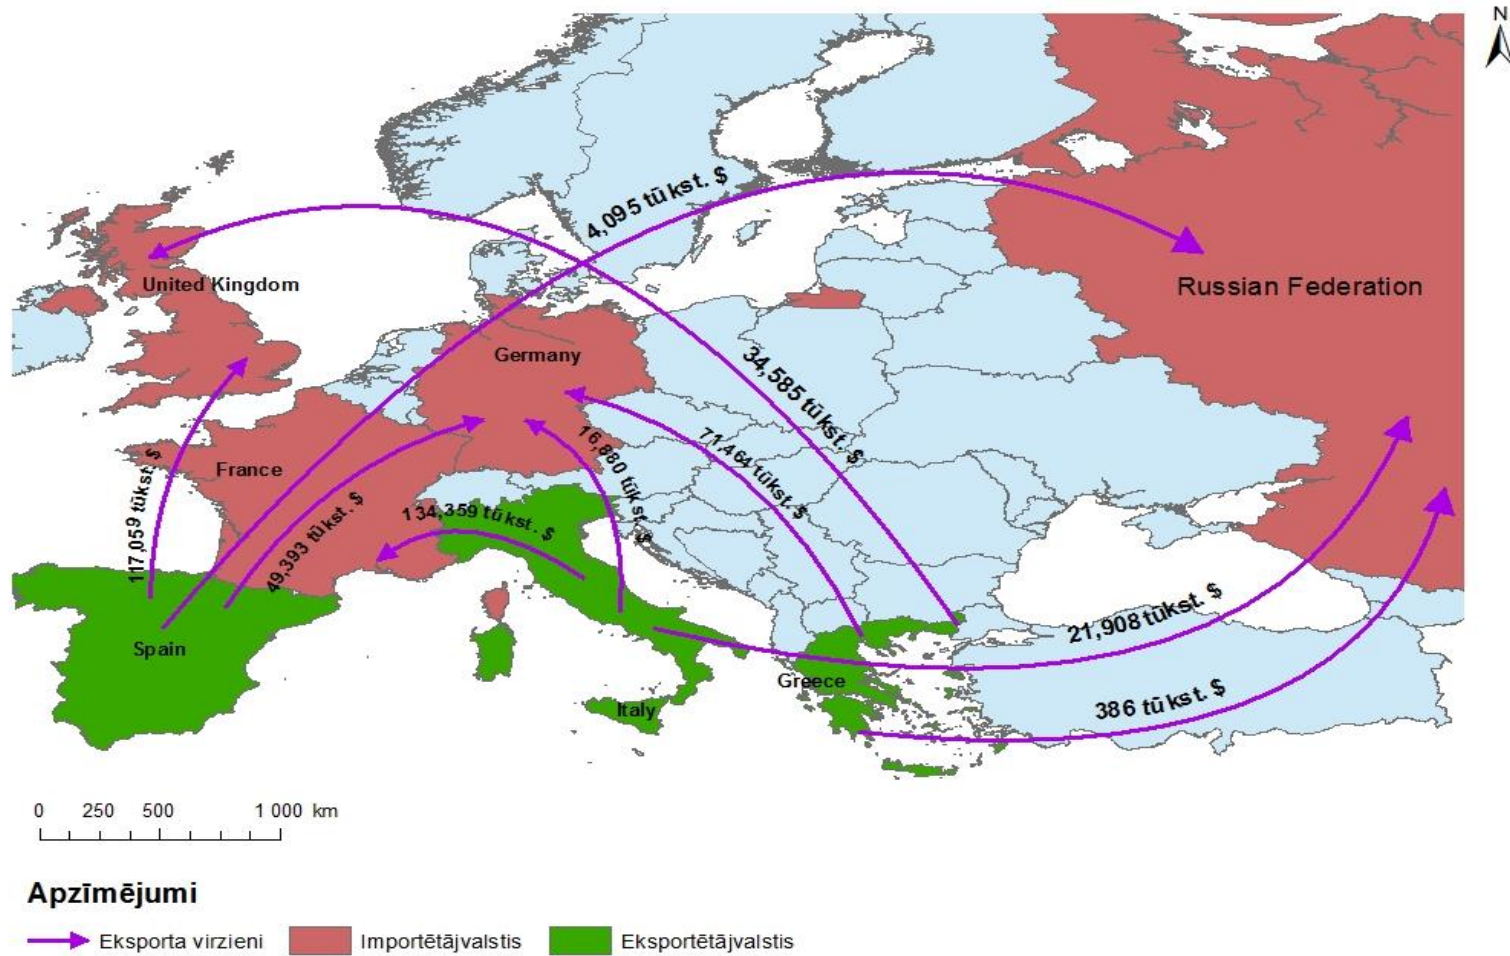 N
4,095 tūkst. $
United Kingdom
Russian Federation
Germany
34,585 tūkst. $
117,059 tūkst. $
France
16,880 tūkst. $
71,464 tūkst. $
49,393 tūkst. $
134,359 tūkst. $
21,908 tūkst. $
Spain
Greece
Italy
386 tūkst. $
0 250 500 1 000 km
Apzīmējumi
Eksporta virzieni Importētājvalstis Eksportētājvalstis